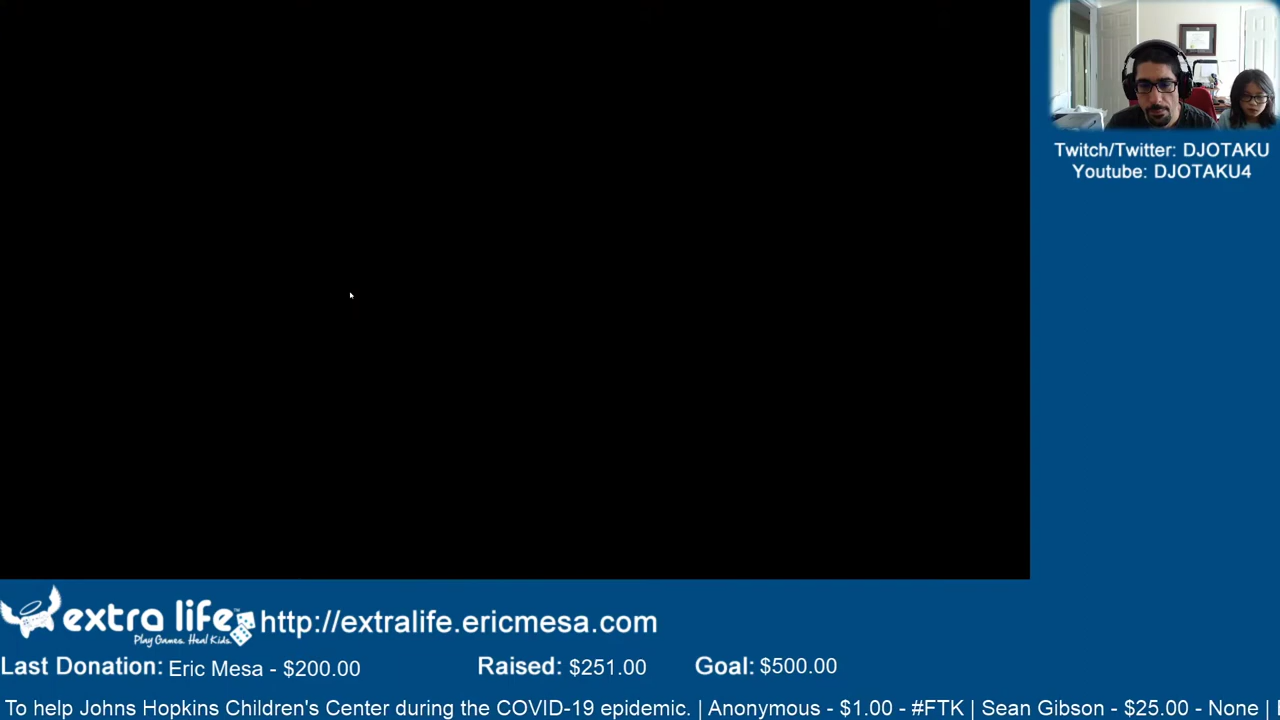 Twitch/Twitter: DJOTAKU
Youtube: DJOTAKU4
extra life
Play Games. Heal Kids.
http://extralife.ericmesa.com
Last Donation: Eric Mesa - $200.00 Raised: $251.00 Goal: $500.00
To help Johns Hopkins Children's Center during the COVID-19 epidemic. | Anonymous - $1.00 - #FTK | Sean Gibson - $25.00 - None |